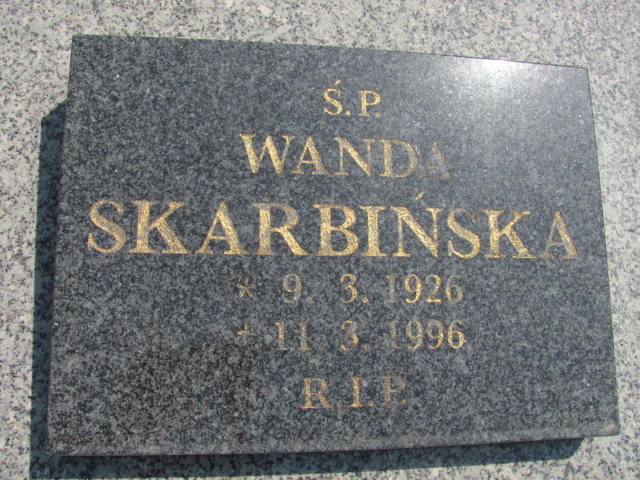 Ś.P.
WANDA
SKARBIŃSKA
* 9. 3. 1926
+ 11. 3. 1996
R.I.P.